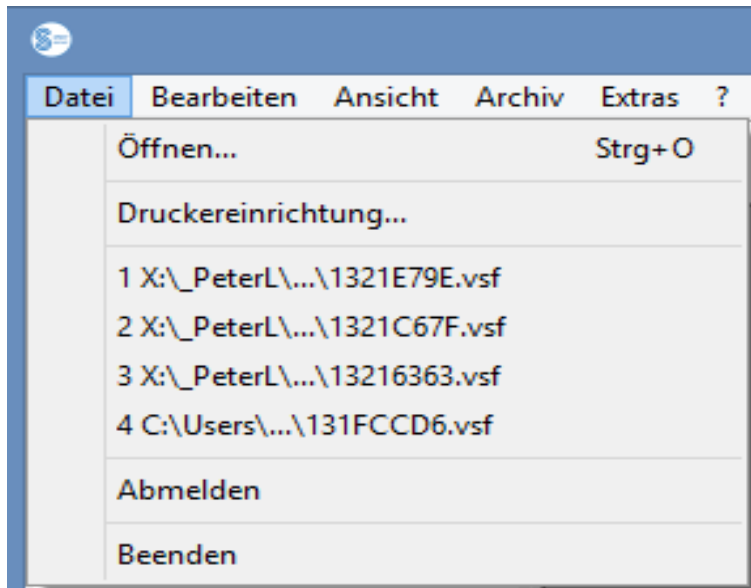 Datei Bearbeiten Ansicht Archiv Extras ?
Öffnen... Strg+O
Druckereinrichtung...
1 X:\_PeterL\...\1321E79E.vsf
2 X:\_PeterL\...\1321C67F.vsf
3 X:\_PeterL\...\13216363.vsf
4 C:\Users\...\131FCCD6.vsf
Abmelden
Beenden